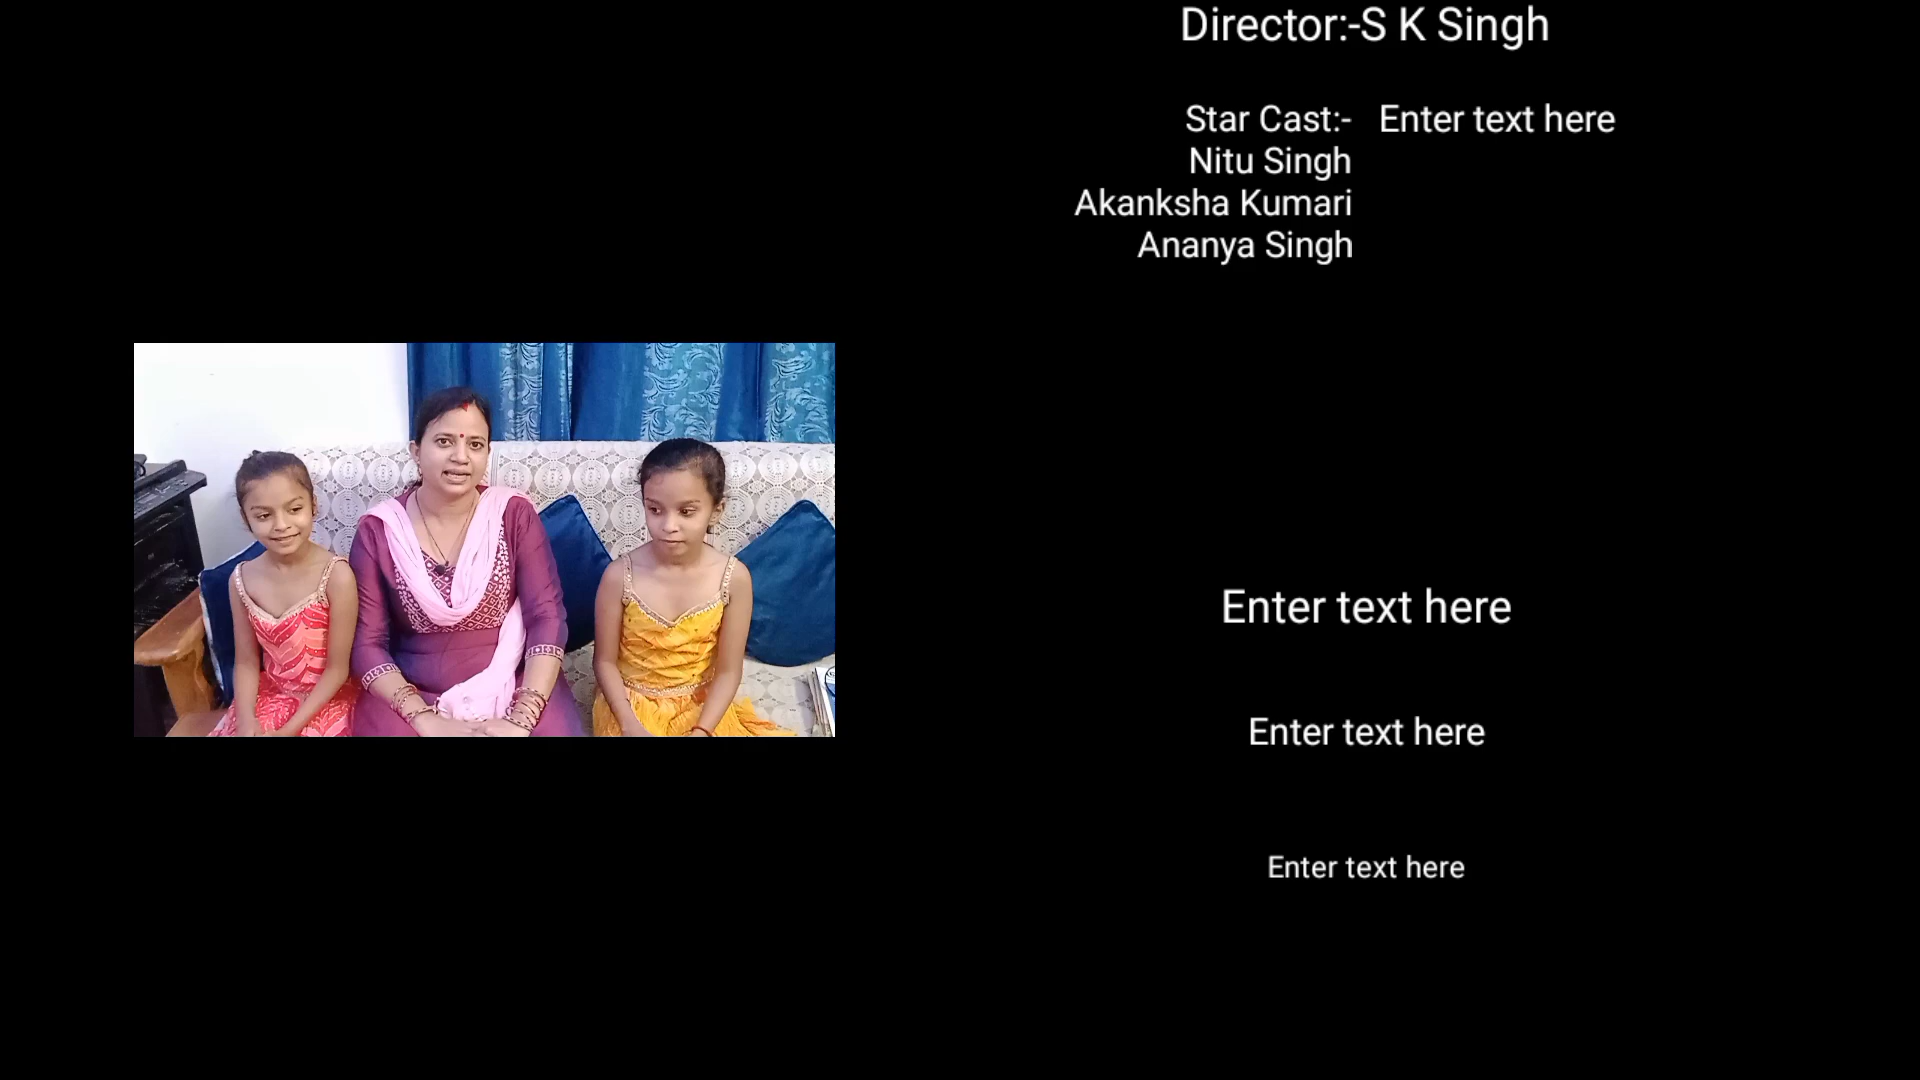 Director:-S K Singh
Star Cast:- Enter text here
Nitu Singh
Akanksha Kumari
Ananya Singh
Enter text here
Enter text here
Enter text here